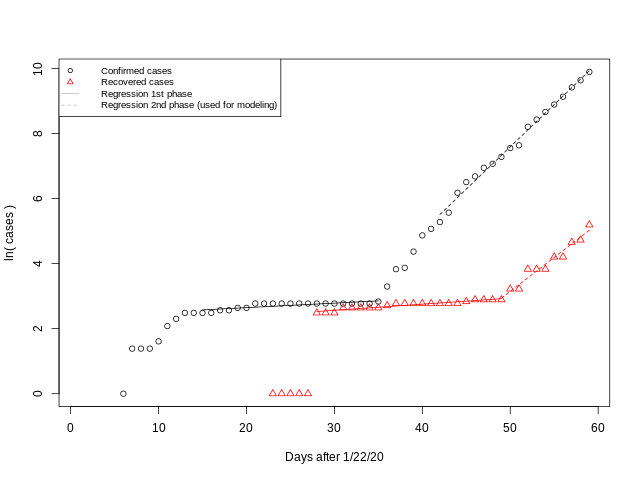 Confirmed cases
Recovered cases
Regression 1st phase
Regression 2nd phase (used for modeling)
10
8
6
4
2
0
ln( cases )
0 10 20 30 40 50 60
Days after 1/22/20